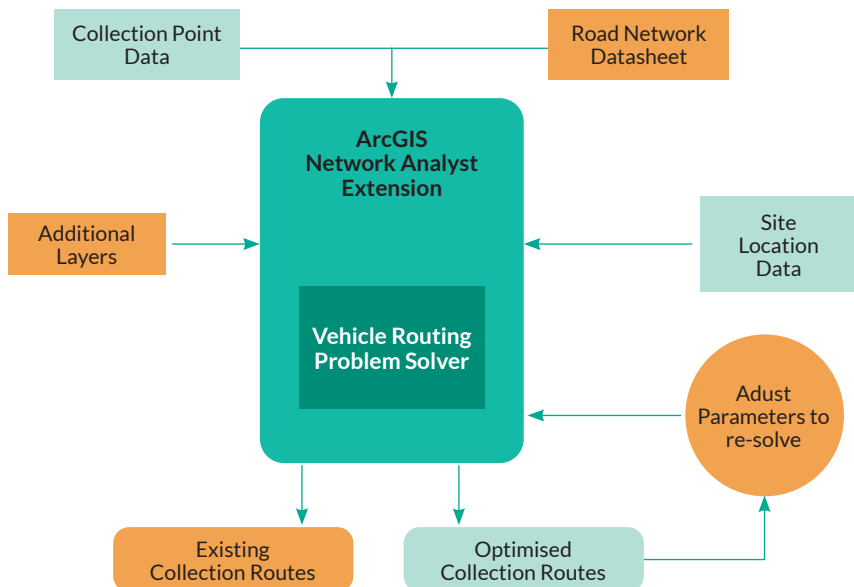 Collection Point
Data
Road Network
Datasheet
ArcGIS
Network Analyst
Extension
Additional
Layers
Site
Location
Data
Vehicle Routing
Problem Solver
Adust
Parameters to
re-solve
Existing
Collection Routes
Optimised
Collection Routes